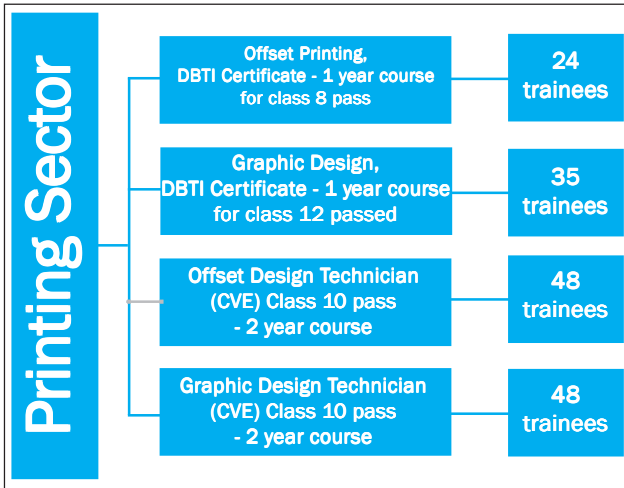 Printing Sector
Offset Printing,
DBTI Certificate - 1 year course
for class 8 pass
24
trainees
Graphic Design,
DBTI Certificate - 1 year course
for class 12 passed
35
trainees
Offset Design Technician
(CVE) Class 10 pass
- 2 year course
48
trainees
Graphic Design Technician
(CVE) Class 10 pass
- 2 year course
48
trainees